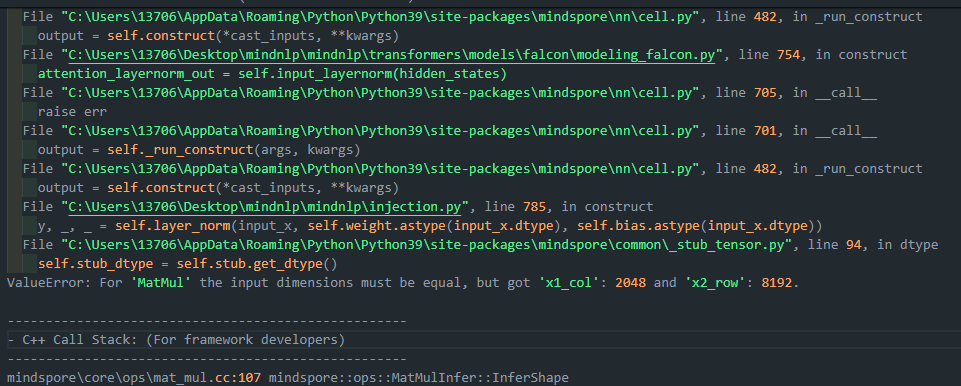 File "C:\Users\13706\AppData\Roaming\Python\Python39\site-packages\mindspore\nn\cell.py", line 482, in _run_construct
output = self.construct(*cast_inputs, **kwargs)
File "C:\Users\13706\Desktop\mindnlp\mindnlp\transformers\models\falcon\modeling_falcon.py", line 754, in construct
attention_layernorm_out = self.input_layernorm(hidden_states)
File "C:\Users\13706\AppData\Roaming\Python\Python39\site-packages\mindspore\nn\cell.py", line 705, in __call__
raise err
File "C:\Users\13706\AppData\Roaming\Python\Python39\site-packages\mindspore\nn\cell.py", line 701, in __call__
output = self._run_construct(args, kwargs)
File "C:\Users\13706\AppData\Roaming\Python\Python39\site-packages\mindspore\nn\cell.py", line 482, in _run_construct
output = self.construct(*cast_inputs, **kwargs)
File "C:\Users\13706\Desktop\mindnlp\mindnlp\injection.py", line 785, in construct
y, _, _ = self.layer_norm(input_x, self.weight.astype(input_x.dtype), self.bias.astype(input_x.dtype))
File "C:\Users\13706\AppData\Roaming\Python\Python39\site-packages\mindspore\common\_stub_tensor.py", line 94, in dtype
self.stub_dtype = self.stub.get_dtype()
ValueError: For 'MatMul' the input dimensions must be equal, but got 'x1_col': 2048 and 'x2_row': 8192.
----------------------------------------------------
- C++ Call Stack: (For framework developers)
----------------------------------------------------
mindspore\core\ops\mat_mul.cc:107 mindspore::ops::MatMulInfer::InferShape